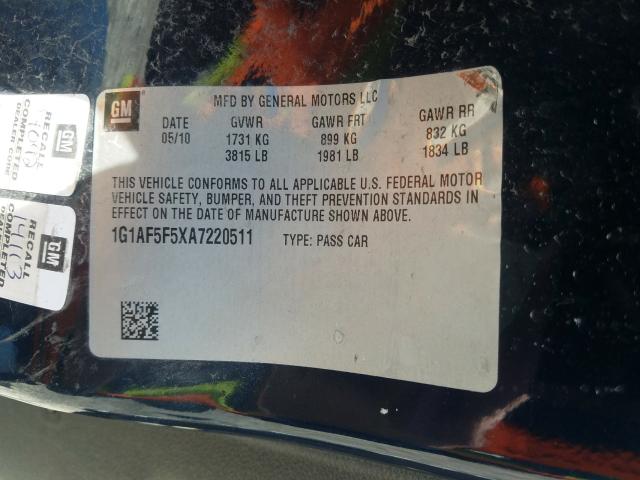 GM
MFD BY GENERAL MOTORS LLC
DATE GVWR GAWR FRT GAWR RR
05/10 1731 KG 899 KG 832 KG
3815 LB 1981 LB 1834 LB
THIS VEHICLE CONFORMS TO ALL APPLICABLE U.S. FEDERAL MOTOR
VEHICLE SAFETY, BUMPER, AND THEFT PREVENTION STANDARDS IN
EFFECT ON THE DATE OF MANUFACTURE SHOWN ABOVE.
1G1AF5F5XA7220511 TYPE: PASS CAR
GM
RECALL
COMPLETED
DEALER CODE
GM
RECALL
COMPLETED
14113